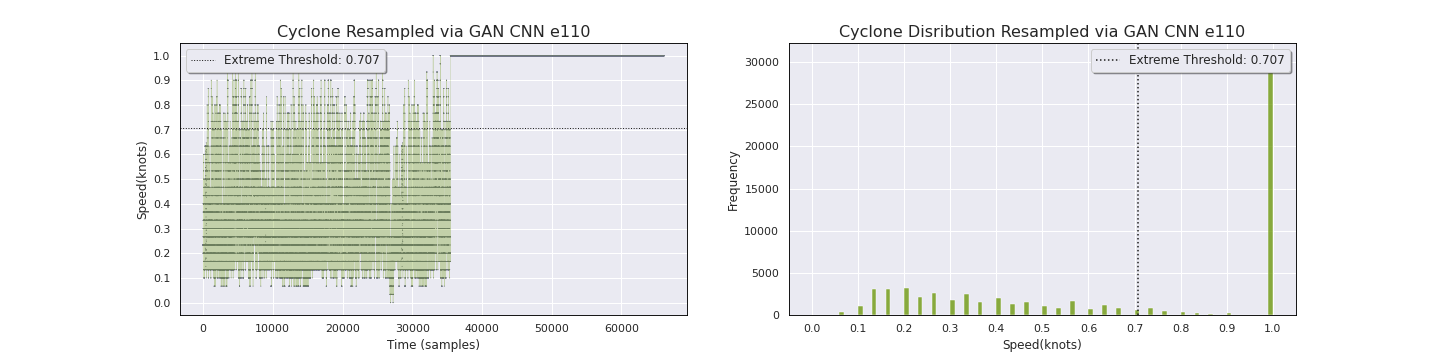 Cyclone Resampled via GAN CNN e110
Extreme Threshold: 0.707
Speed(knots)
1.0
0.9
0.8
0.7
0.6
0.5
0.4
0.3
0.2
0.1
0.0
0 10000 20000 30000 40000 50000 60000
Time (samples)
Cyclone Disribution Resampled via GAN CNN e110
Extreme Threshold: 0.707
Frequency
30000
25000
20000
15000
10000
5000
0
0.0 0.1 0.2 0.3 0.4 0.5 0.6 0.7 0.8 0.9 1.0
Speed(knots)